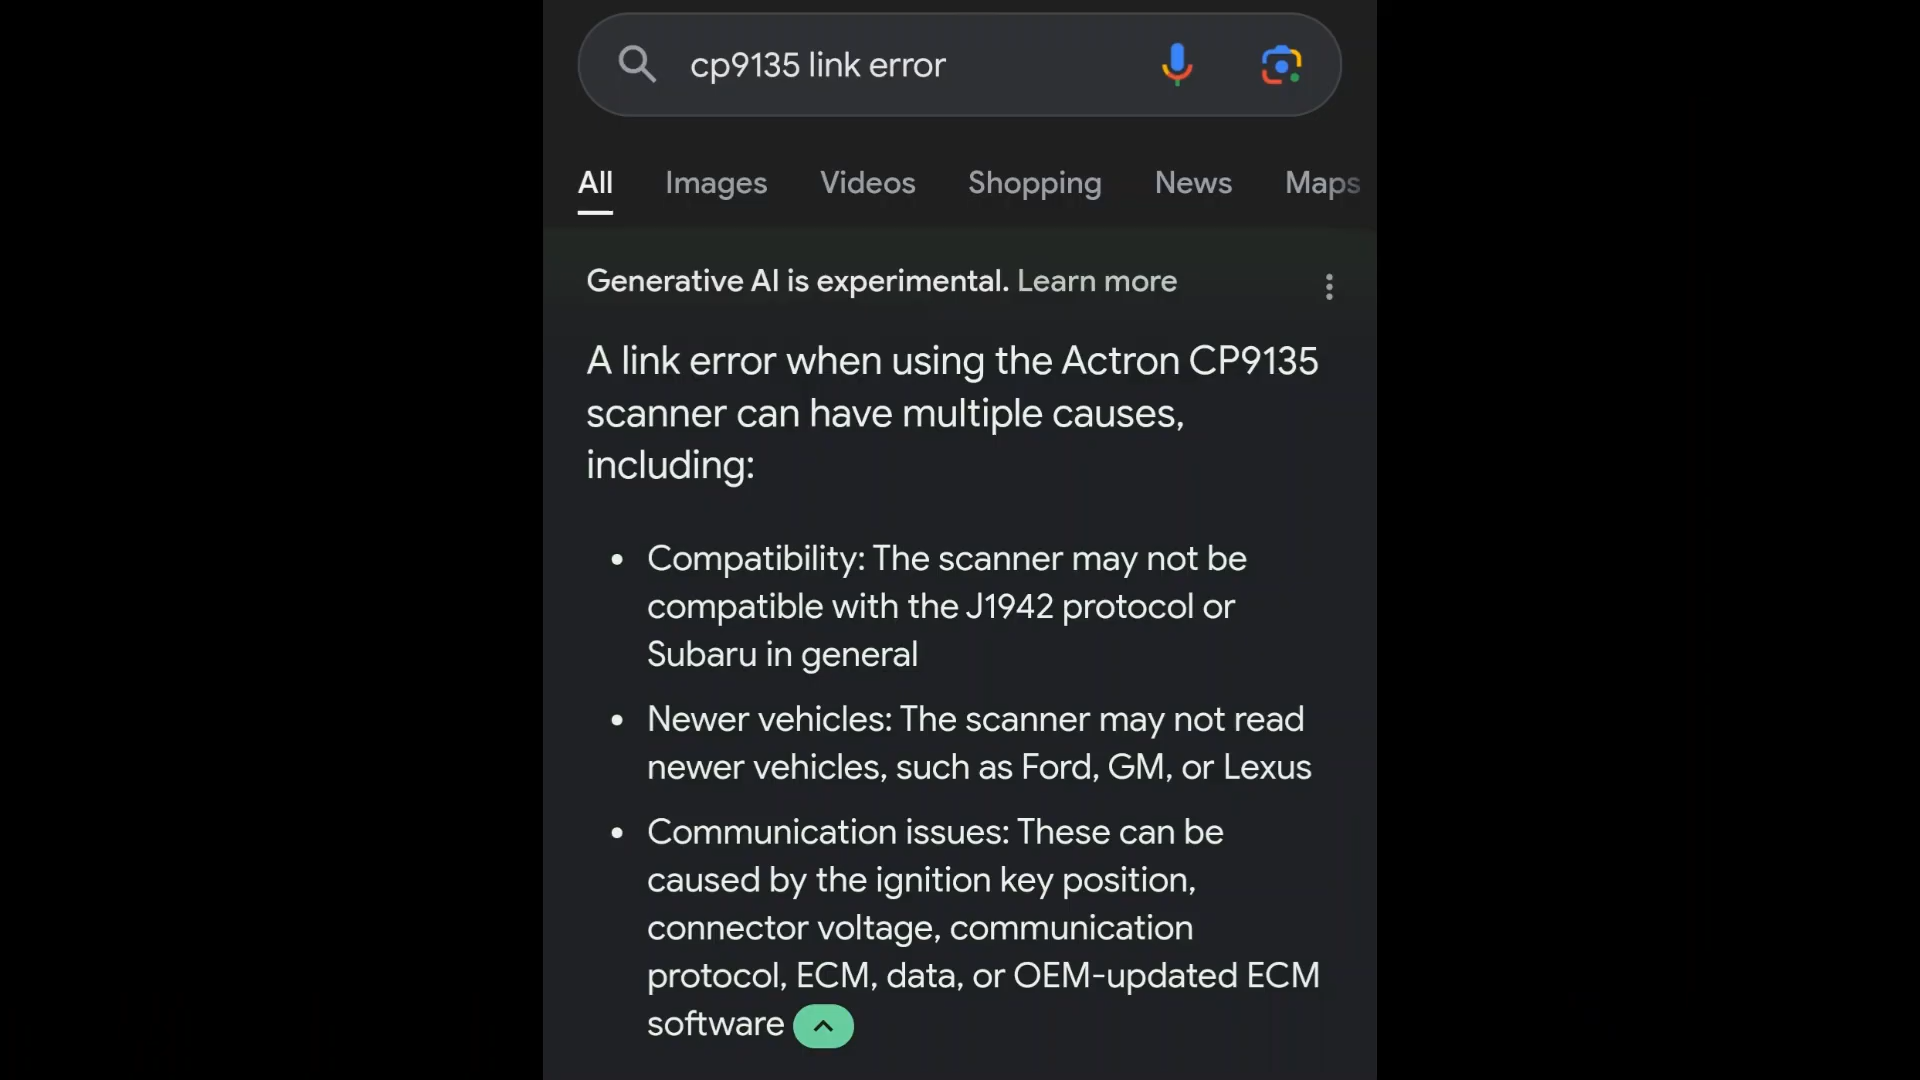 cp9135 link error
All Images Videos Shopping News Maps
Generative AI is experimental. Learn more
A link error when using the Actron CP9135
scanner can have multiple causes,
including:
• Compatibility: The scanner may not be
compatible with the J1942 protocol or
Subaru in general
• Newer vehicles: The scanner may not read
newer vehicles, such as Ford, GM, or Lexus
• Communication issues: These can be
caused by the ignition key position,
connector voltage, communication
protocol, ECM, data, or OEM-updated ECM
software